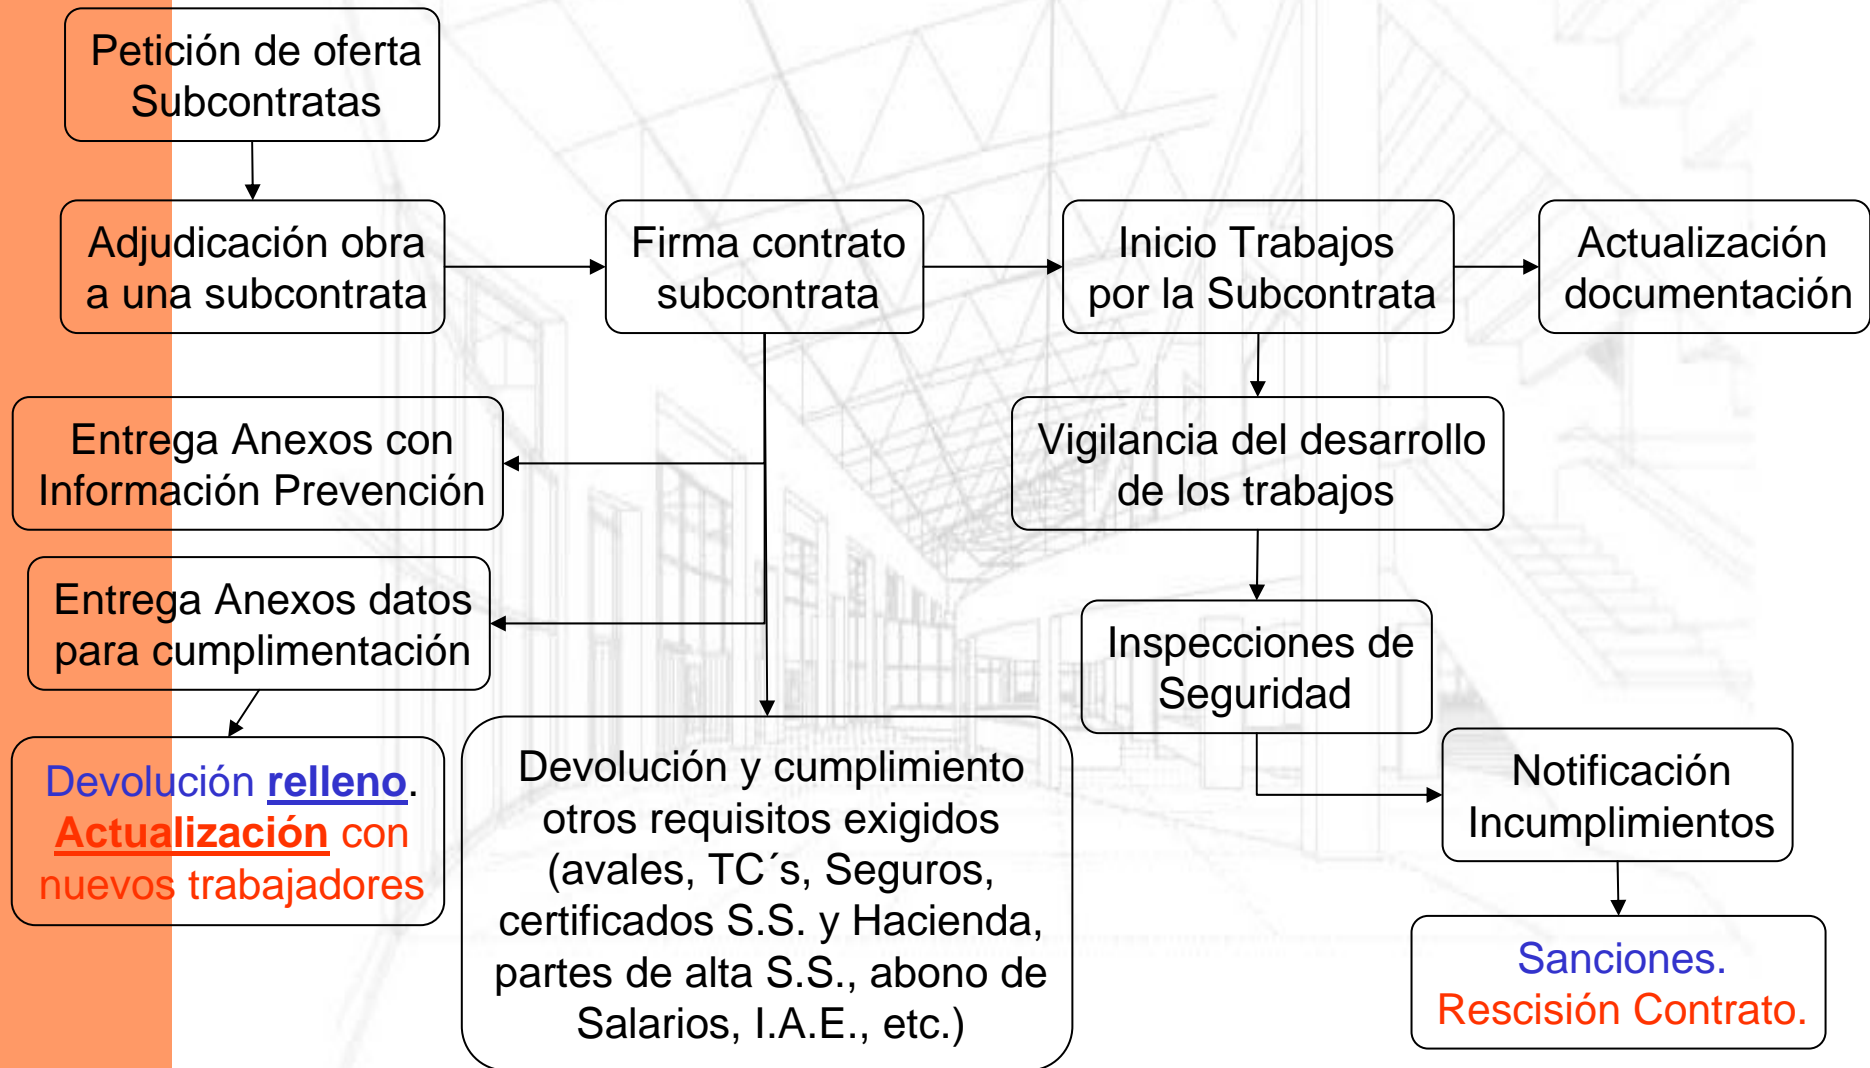 Petición de oferta
Subcontratas
Adjudicación obra
a una subcontrata
Firma contrato
subcontrata
Inicio Trabajos
por la Subcontrata
Actualización
documentación
Entrega Anexos con
Información Prevención
Vigilancia del desarrollo
de los trabajos
Entrega Anexos datos
para cumplimentación
Inspecciones de
Seguridad
Devolución relleno.
Actualización con
nuevos trabajadores
Devolución y cumplimiento
otros requisitos exigidos
(avales, TC´s, Seguros,
certificados S.S. y Hacienda,
partes de alta S.S., abono de
Salarios, I.A.E., etc.)
Notificación
Incumplimientos
Sanciones.
Rescisión Contrato.